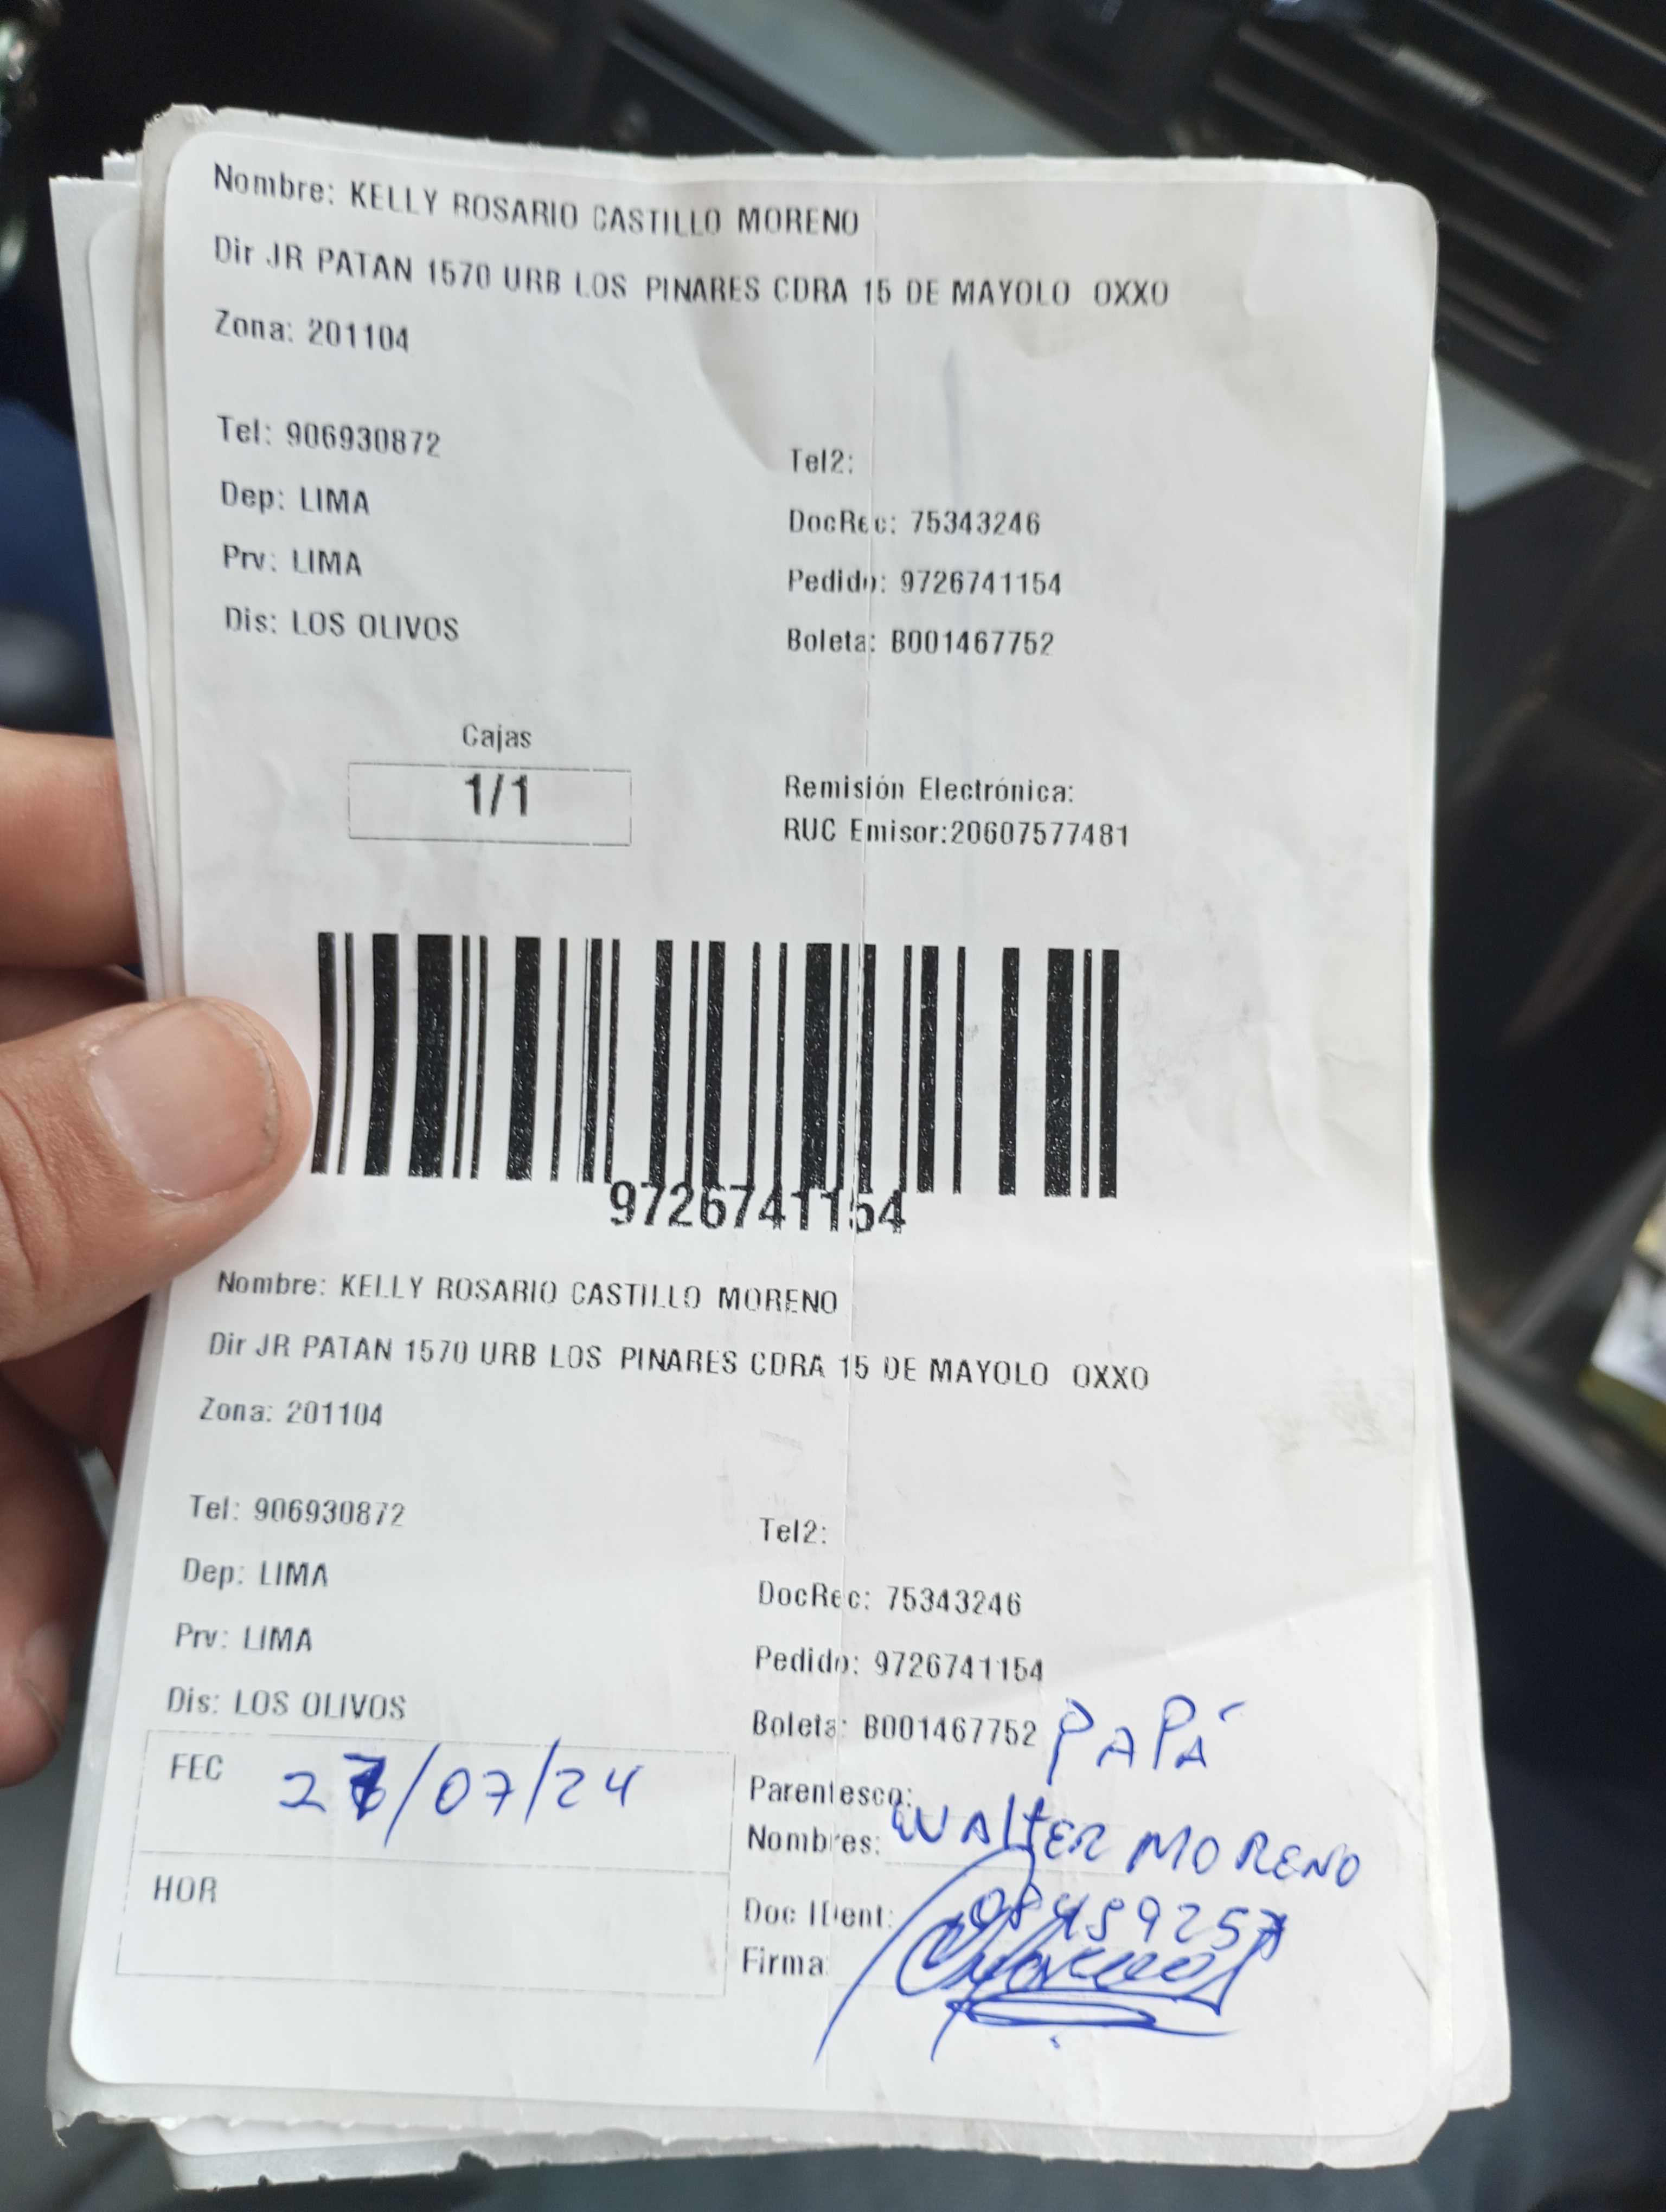 Nombre: KELLY ROSARIO CASTILLO MORENO
Dir JR PATAN 1570 URB LOS PINARES CDRA 15 DE MAYOLO OXXO
Zona: 201104
Tel: 906930872
Tel2:
Dep: LIMA
DocRec: 75343246
Prv: LIMA
Pedido: 9726741154
Dis: LOS OLIVOS
Boleta: B001467752
Cajas
1/1
Remisión Electrónica:
RUC Emisor:20607577481
9726741154
Nombre: KELLY ROSARIO CASTILLO MORENO
Dir JR PATAN 1570 URB LOS PINARES CDRA 15 DE MAYOLO OXXO
Zona: 201104
Tel: 906930872
Tel2:
Dep: LIMA
DocRec: 75343246
Prv: LIMA
Pedido: 9726741154
Dis: LOS OLIVOS
Boleta: B001467752
FEC 27/07/24
Parentesco: PAPÁ
Nombres: WALTER MORENO
HOR
Doc IDent:
Firma: